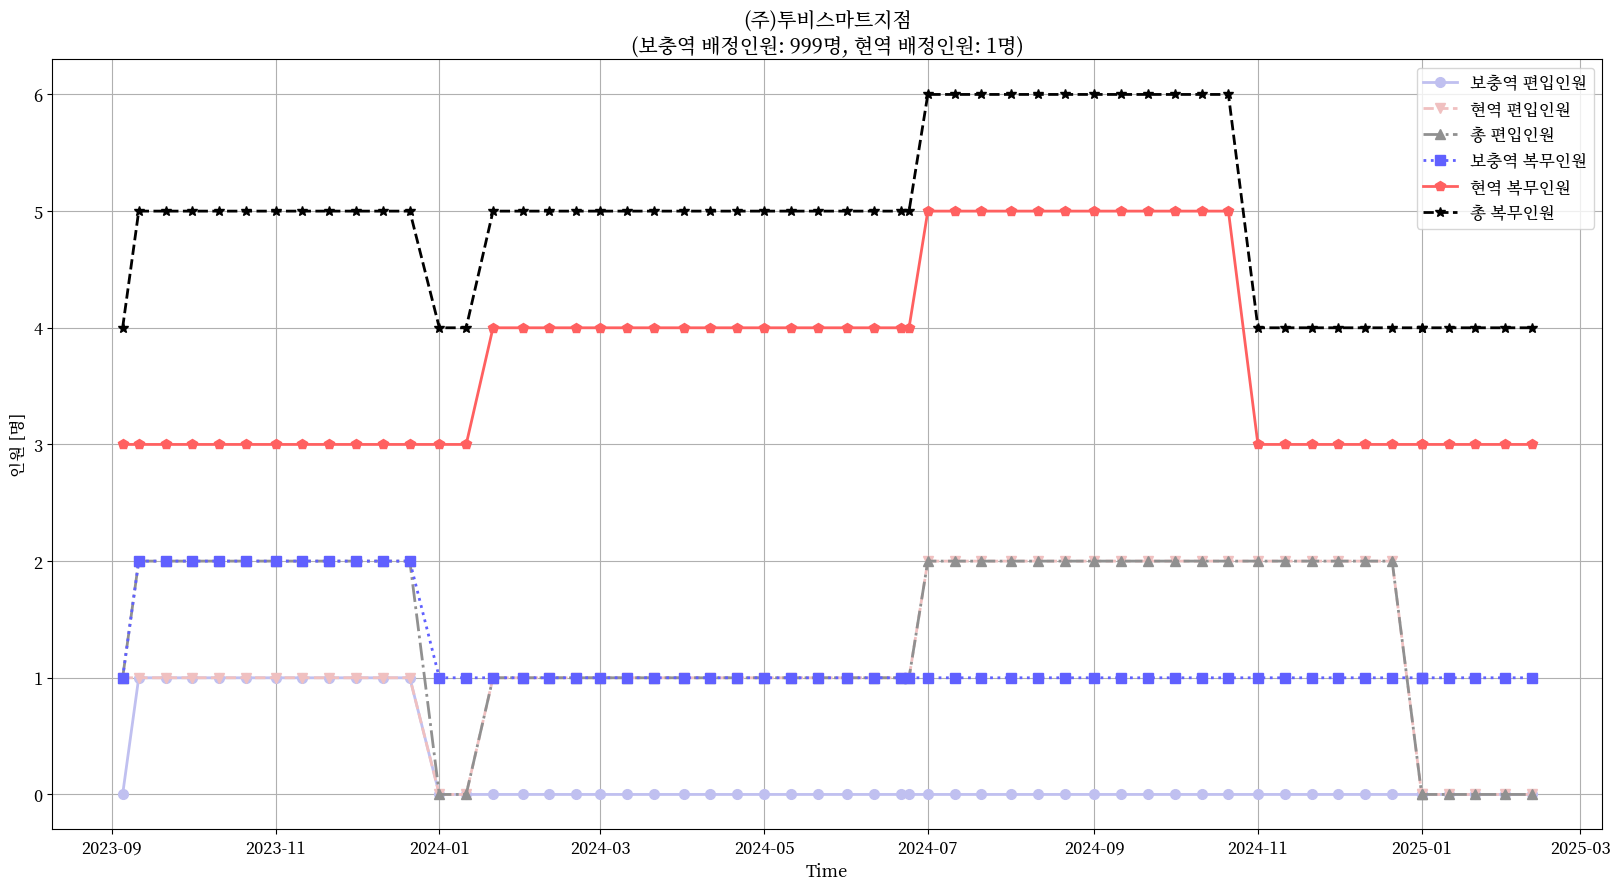 (주)투비스마트지점
(보충역 배정인원: 999명, 현역 배정인원: 1명)
보충역 편입인원
현역 편입인원
총 편입인원
보충역 복무인원
현역 복무인원
총 복무인원
인원 [명]
6
5
4
3
2
1
0
2023-09
2023-11
2024-01
2024-03
2024-05
2024-07
2024-09
2024-11
2025-01
2025-03
Time